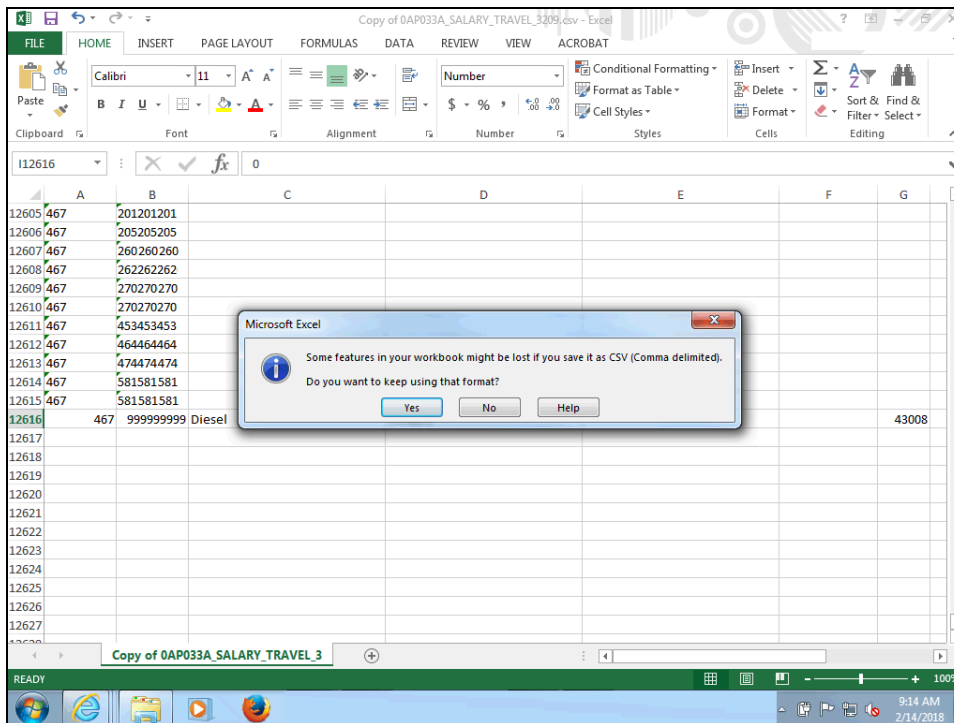 Copy of 0AP033A_SALARY_TRAVEL_3209.csv - Excel
FILE HOME INSERT PAGE LAYOUT FORMULAS DATA REVIEW VIEW ACROBAT
Paste
Calibri 11
B I U
Number
$ - % ,
Conditional Formatting
Format as Table
Cell Styles
Insert
Delete
Format
Sort & Filter
Find & Select
Clipboard Font Alignment Number Styles Cells Editing
I12616 fx 0
A B C D E F G
12605 467 201201201
12606 467 205205205
12607 467 260260260
12608 467 262262262
12609 467 270270270
12610 467 270270270
12611 467 453453453
12612 467 464464464
12613 467 474474474
12614 467 581581581
12615 467 581581581
12616 467 999999999 Diesel 43008
12617
12618
12619
12620
12621
12622
12623
12624
12625
12626
12627
Microsoft Excel
Some features in your workbook might be lost if you save it as CSV (Comma delimited).
Do you want to keep using that format?
Yes No Help
Copy of 0AP033A_SALARY_TRAVEL_3
READY 100%
9:14 AM
2/14/2018